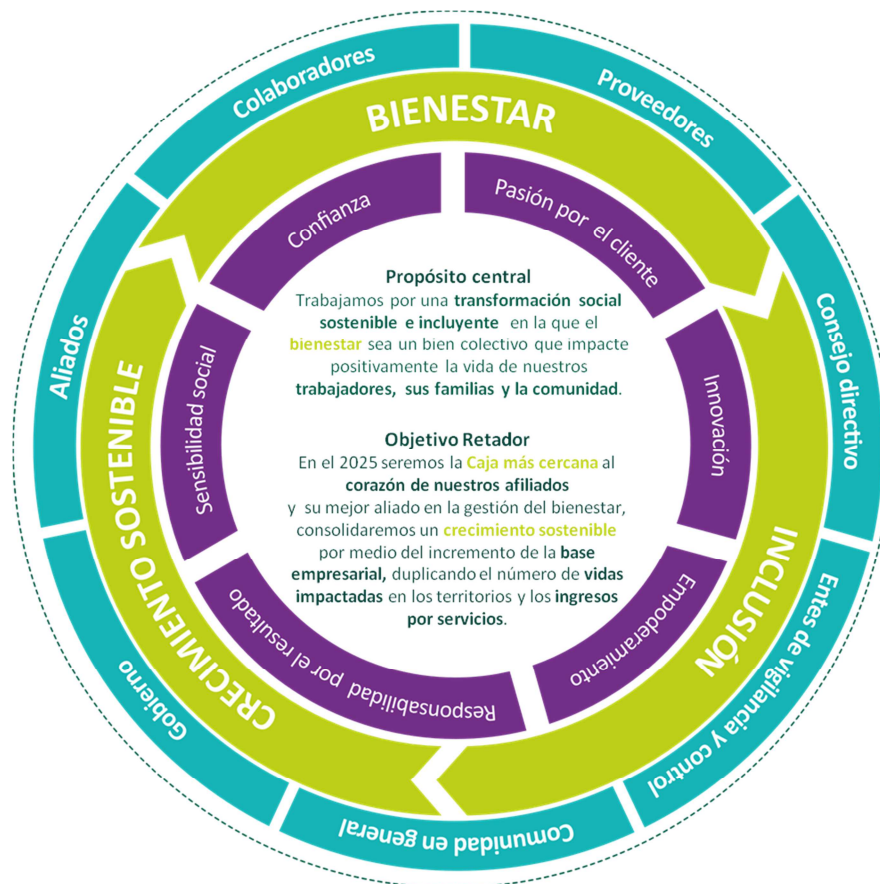 Colaboradores
Proveedores
Consejo directivo
Entes de vigilancia y control
Comunidad en general
Gobierno
Aliados
BIENESTAR
INCLUSIÓN
CRECIMIENTO SOSTENIBLE
Confianza
Pasión por el cliente
Innovación
Empoderamiento
Responsabilidad por el resultado
Sensibilidad social
Propósito central
Trabajamos por una transformación social
sostenible e incluyente en la que el
bienestar sea un bien colectivo que impacte
positivamente la vida de nuestros
trabajadores, sus familias y la comunidad.
Objetivo Retador
En el 2025 seremos la Caja más cercana al
corazón de nuestros afiliados
y su mejor aliado en la gestión del bienestar,
consolidaremos un crecimiento sostenible
por medio del incremento de la base
empresarial, duplicando el número de vidas
impactadas en los territorios y los ingresos
por servicios.